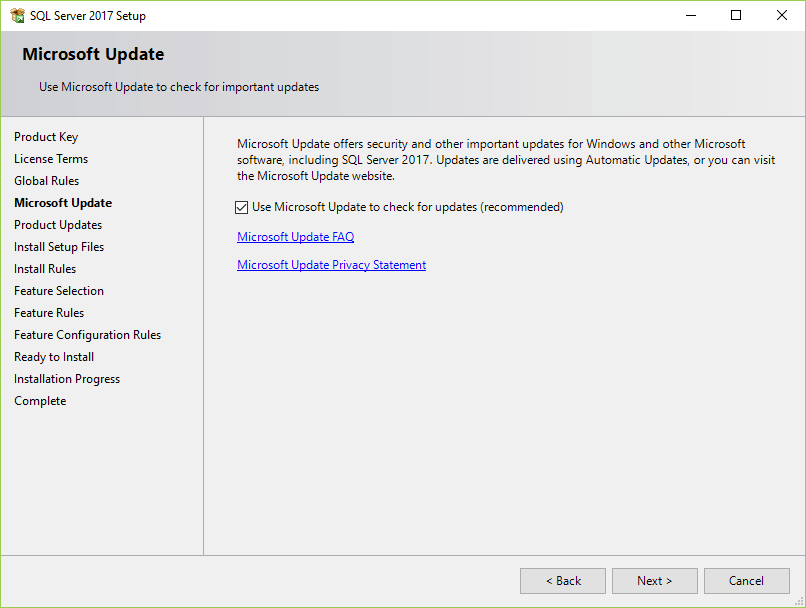 SQL Server 2017 Setup
Microsoft Update
Use Microsoft Update to check for important updates
Product Key
License Terms
Global Rules
Microsoft Update
Product Updates
Install Setup Files
Install Rules
Feature Selection
Feature Rules
Feature Configuration Rules
Ready to Install
Installation Progress
Complete
Microsoft Update offers security and other important updates for Windows and other Microsoft
software, including SQL Server 2017. Updates are delivered using Automatic Updates, or you can visit
the Microsoft Update website.
Use Microsoft Update to check for updates (recommended)
Microsoft Update FAQ
Microsoft Update Privacy Statement
< Back
Next >
Cancel